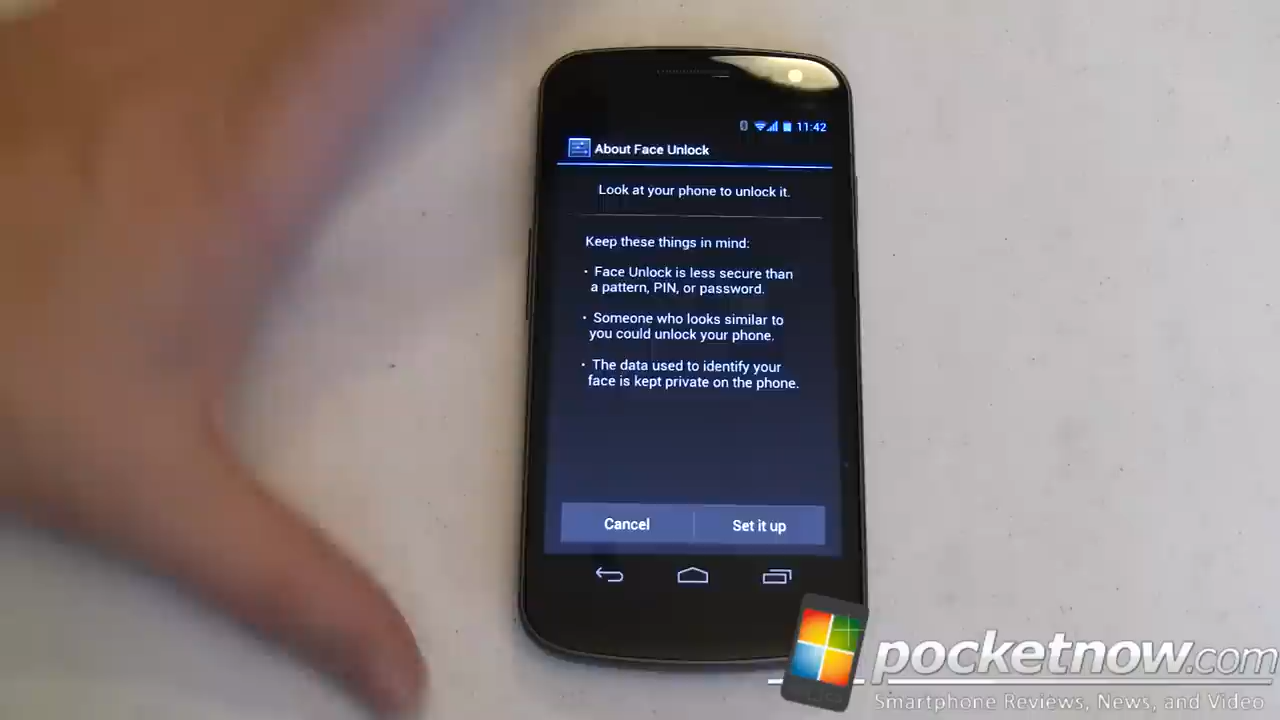 11:42
About Face Unlock
Look at your phone to unlock it.
Keep these things in mind:
· Face Unlock is less secure than
a pattern, PIN, or password.
· Someone who looks similar to
you could unlock your phone.
· The data used to identify your
face is kept private on the phone.
Cancel
Set it up
pocketnow.com
Smartphone Reviews, News, and Video